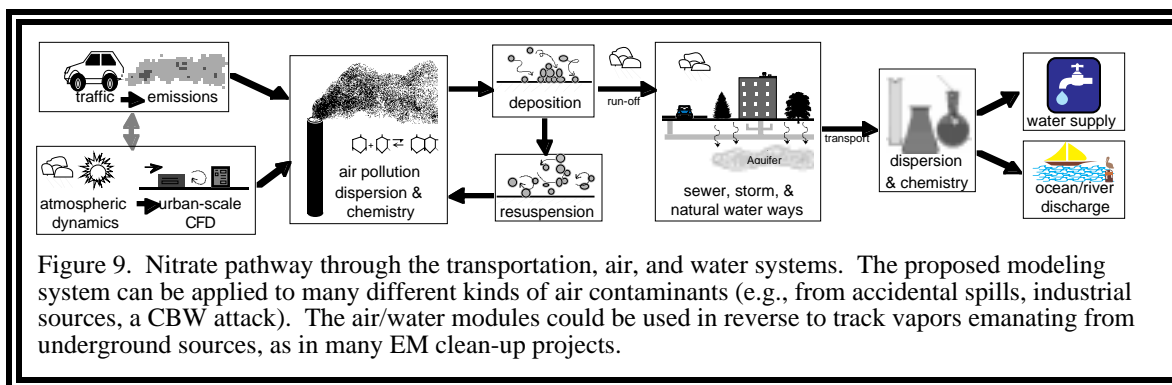 traffic
emissions
atmospheric
dynamics
urban-scale
CFD
air pollution
dispersion &
chemistry
deposition
resuspension
run-off
Aquifer
sewer, storm, &
natural water ways
transport
dispersion
& chemistry
water supply
ocean/river
discharge
Figure 9.  Nitrate pathway through the transportation, air, and water systems.  The proposed modeling
system can be applied to many different kinds of air contaminants (e.g., from accidental spills, industrial
sources, a CBW attack).  The air/water modules could be used in reverse to track vapors emanating from
underground sources, as in many EM clean-up projects.